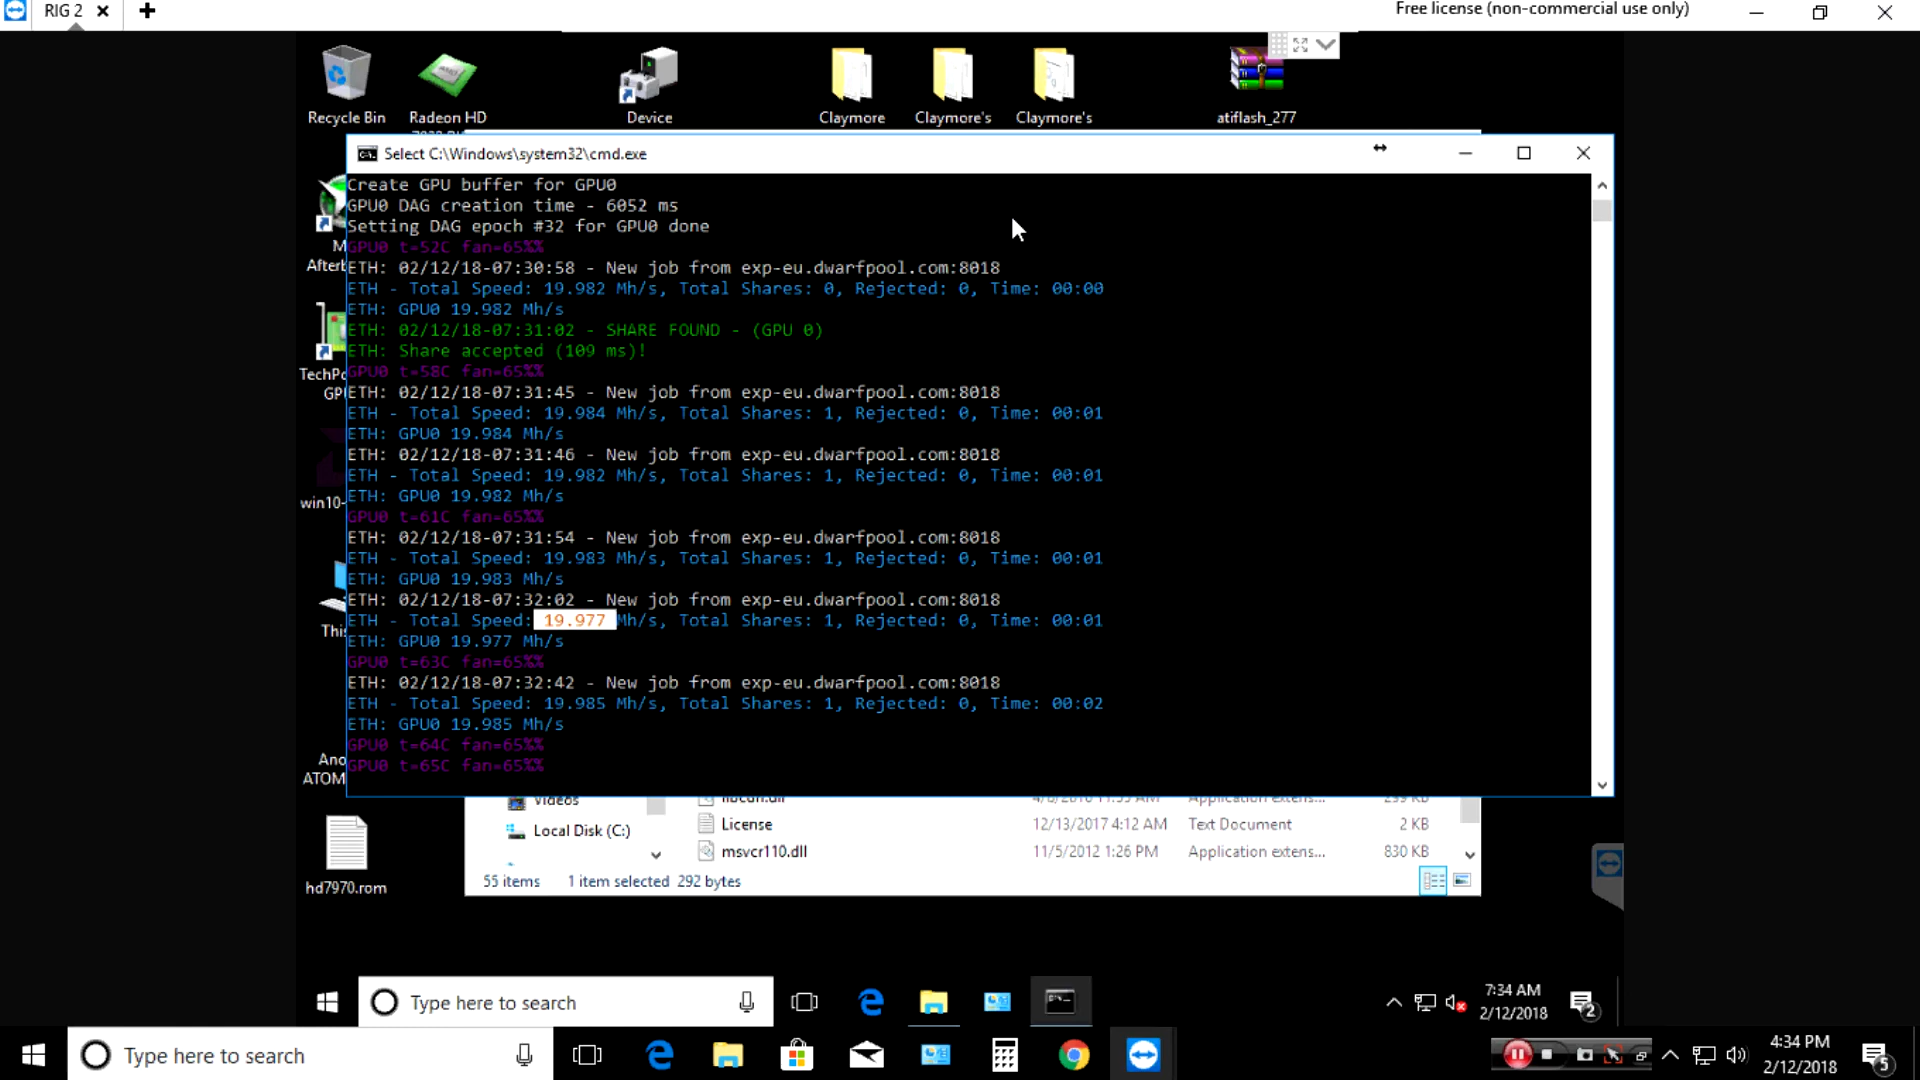 RIG 2
Free license (non-commercial use only)
Recycle Bin
Radeon HD
Device
Claymore
Claymore's
Claymore's
atiflash_277
Select C:\Windows\system32\cmd.exe
Create GPU buffer for GPU0
GPU0 DAG creation time - 6052 ms
Setting DAG epoch #32 for GPU0 done
GPU0 t=52C fan=65%%
ETH: 02/12/18-07:30:58 - New job from exp-eu.dwarfpool.com:8018
ETH - Total Speed: 19.982 Mh/s, Total Shares: 0, Rejected: 0, Time: 00:00
ETH: GPU0 19.982 Mh/s
ETH: 02/12/18-07:31:02 - SHARE FOUND - (GPU 0)
ETH: Share accepted (109 ms)!
GPU0 t=58C fan=65%%
ETH: 02/12/18-07:31:45 - New job from exp-eu.dwarfpool.com:8018
ETH - Total Speed: 19.984 Mh/s, Total Shares: 1, Rejected: 0, Time: 00:01
ETH: GPU0 19.984 Mh/s
ETH: 02/12/18-07:31:46 - New job from exp-eu.dwarfpool.com:8018
ETH - Total Speed: 19.982 Mh/s, Total Shares: 1, Rejected: 0, Time: 00:01
ETH: GPU0 19.982 Mh/s
GPU0 t=61C fan=65%%
ETH: 02/12/18-07:31:54 - New job from exp-eu.dwarfpool.com:8018
ETH - Total Speed: 19.983 Mh/s, Total Shares: 1, Rejected: 0, Time: 00:01
ETH: GPU0 19.983 Mh/s
ETH: 02/12/18-07:32:02 - New job from exp-eu.dwarfpool.com:8018
ETH - Total Speed: 19.977 Mh/s, Total Shares: 1, Rejected: 0, Time: 00:01
ETH: GPU0 19.977 Mh/s
GPU0 t=63C fan=65%%
ETH: 02/12/18-07:32:42 - New job from exp-eu.dwarfpool.com:8018
ETH - Total Speed: 19.985 Mh/s, Total Shares: 1, Rejected: 0, Time: 00:02
ETH: GPU0 19.985 Mh/s
GPU0 t=64C fan=65%%
GPU0 t=65C fan=65%%
M
Afterb
TechPo
GP
win10-
This
Ano
ATOM
hd7970.rom
Videos
Local Disk (C:)
License 12/13/2017 4:12 AM Text Document 2 KB
msvcr110.dll 11/5/2012 1:26 PM Application extens... 830 KB
55 items 1 item selected 292 bytes
Type here to search
7:34 AM
2/12/2018
2
Type here to search
4:34 PM
2/12/2018
5